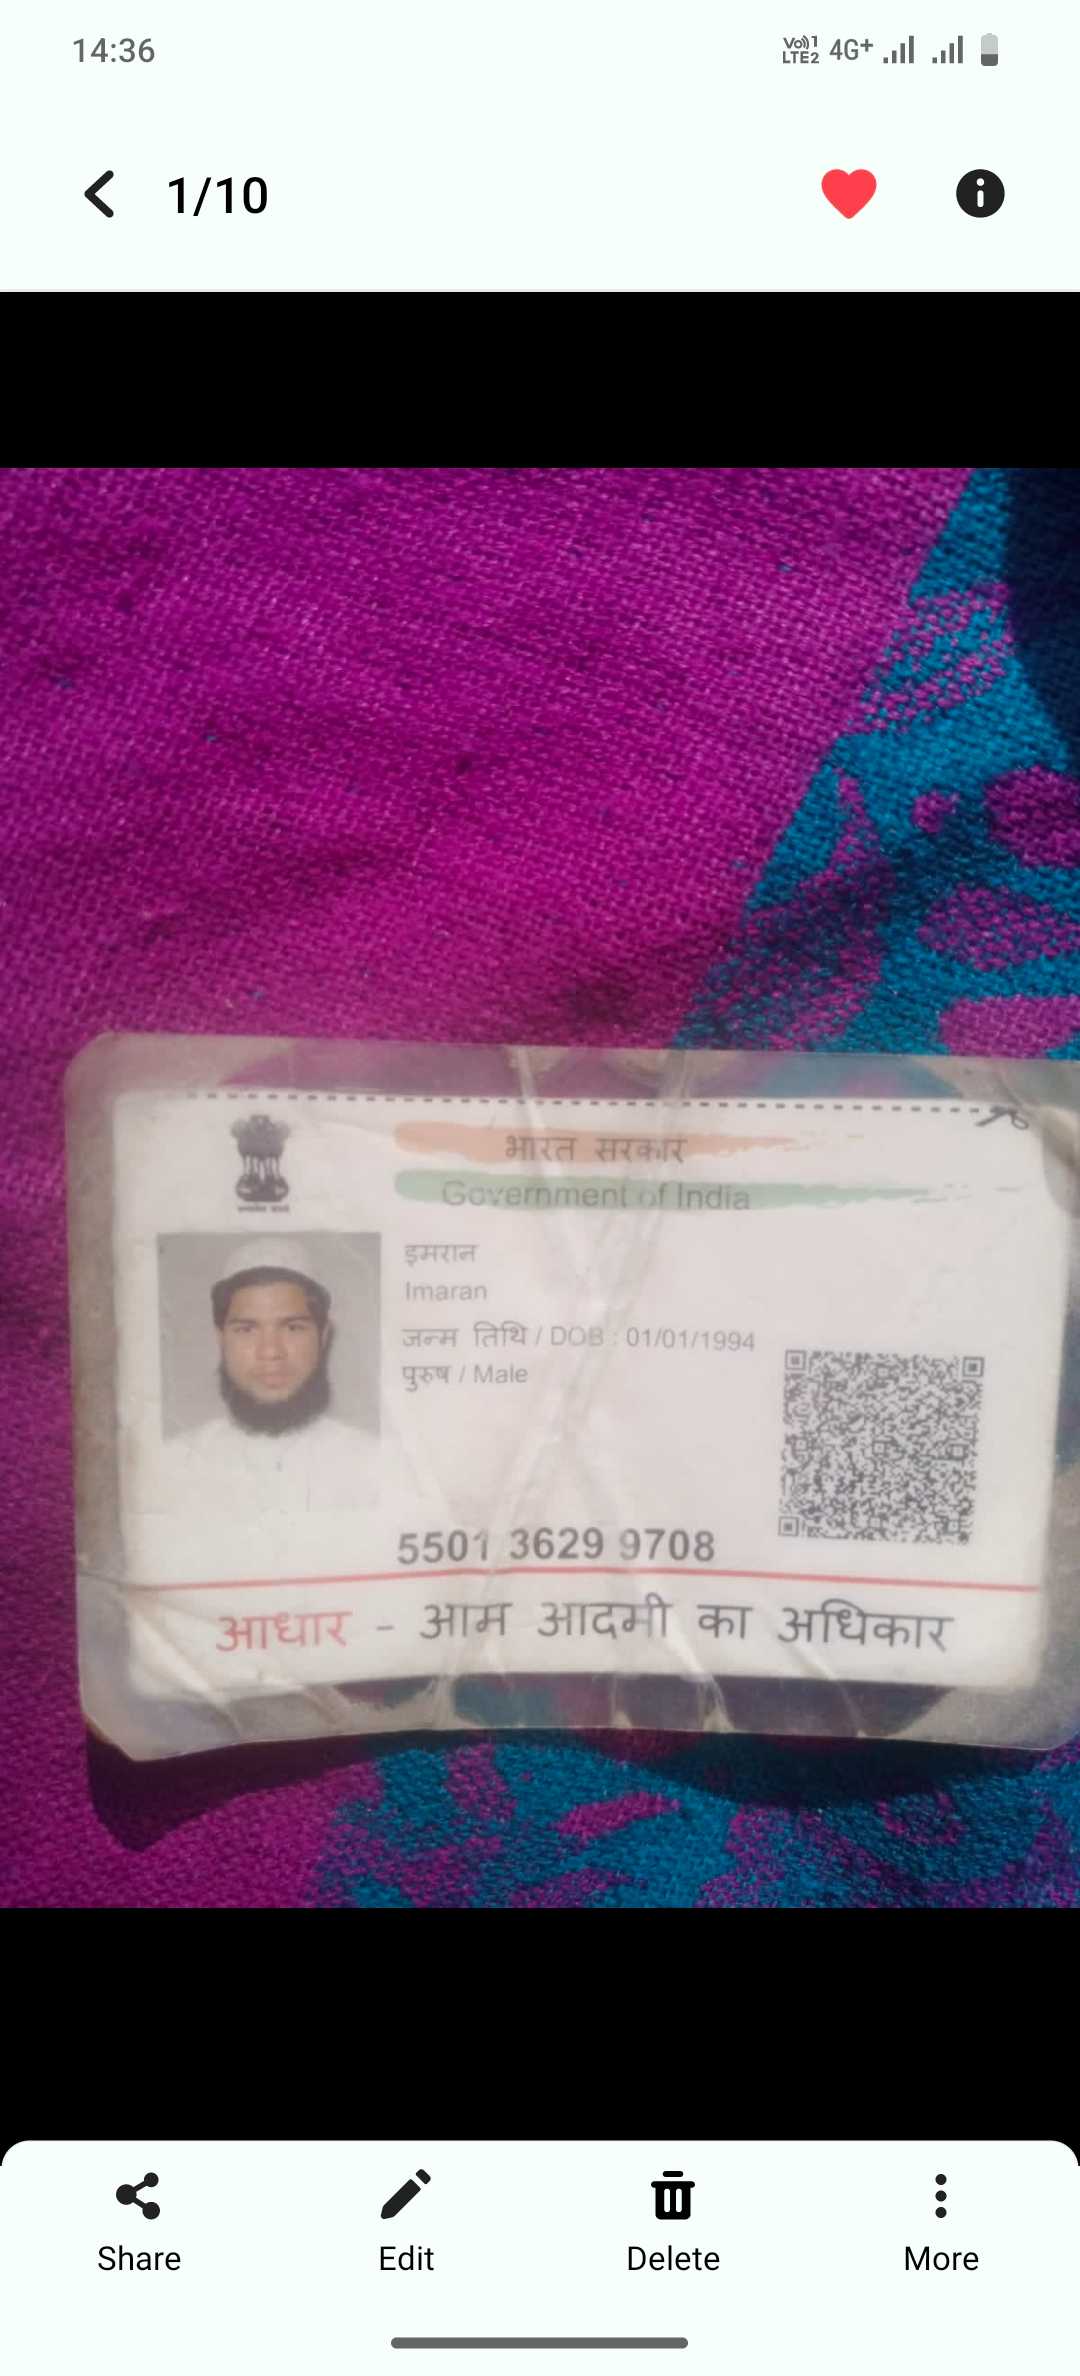 14:36
Vo)) 1 LTE2 4G+
1/10
भारत सरकार
Government of India
इमरान
Imaran
जन्म तिथि / DOB : 01/01/1994
पुरुष / Male
5501 3629 9708
आधार - आम आदमी का अधिकार
Share Edit Delete More